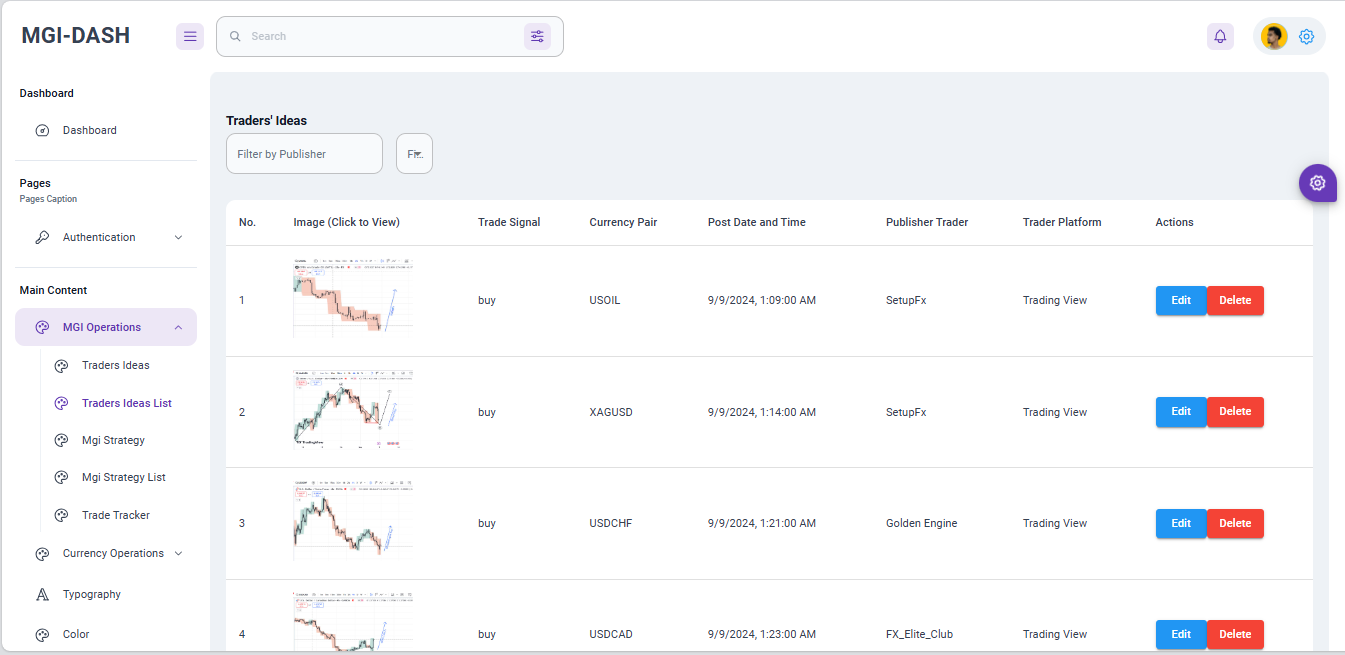 MGI-DASH
Search
Dashboard
Dashboard
Pages
Pages Caption
Authentication
Main Content
MGI Operations
Traders Ideas
Traders Ideas List
Mgi Strategy
Mgi Strategy List
Trade Tracker
Currency Operations
Typography
Color
Traders' Ideas
Filter by Publisher
Fi...
No. Image (Click to View) Trade Signal Currency Pair Post Date and Time Publisher Trader Trader Platform Actions
1 buy USOIL 9/9/2024, 1:09:00 AM SetupFx Trading View Edit Delete
2 buy XAGUSD 9/9/2024, 1:14:00 AM SetupFx Trading View Edit Delete
3 buy USDCHF 9/9/2024, 1:21:00 AM Golden Engine Trading View Edit Delete
4 buy USDCAD 9/9/2024, 1:23:00 AM FX_Elite_Club Trading View Edit Delete